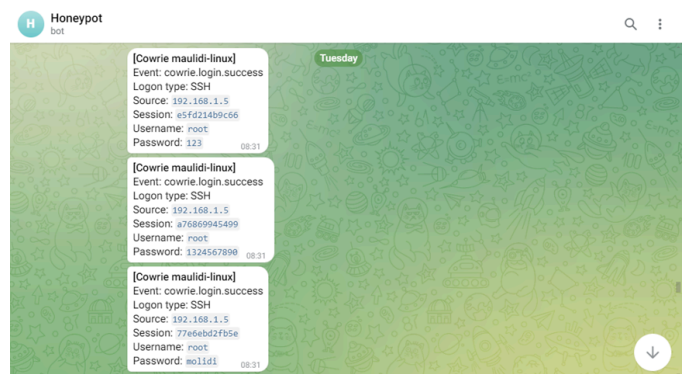 H
Honeypot
bot
Tuesday
[Cowrie maulidi-linux]
Event: cowrie.login.success
Logon type: SSH
Source: 192.168.1.5
Session: e5fd214b9c66
Username: root
Password: 123
08:31
[Cowrie maulidi-linux]
Event: cowrie.login.success
Logon type: SSH
Source: 192.168.1.5
Session: a76869945499
Username: root
Password: 1324567890
08:31
[Cowrie maulidi-linux]
Event: cowrie.login.success
Logon type: SSH
Source: 192.168.1.5
Session: 77e6ebd2fb5e
Username: root
Password: molidi
08:31